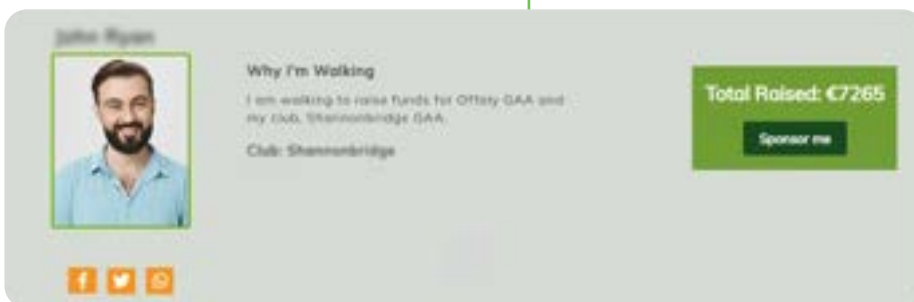 John Ryan
Why I'm Walking
I am walking to raise funds for Offaly GAA and
my club, Shannonbridge GAA.
Club: Shannonbridge
Total Raised: €7265
Sponsor me